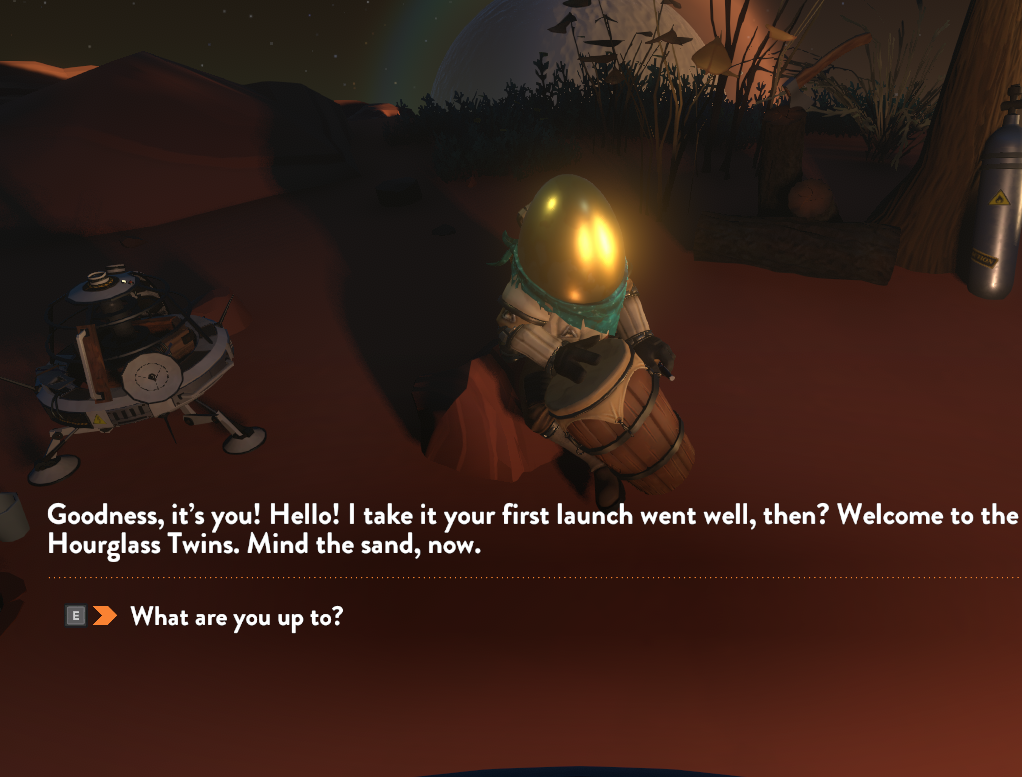 Goodness, it's you! Hello! I take it your first launch went well, then? Welcome to the
Hourglass Twins. Mind the sand, now.
E What are you up to?